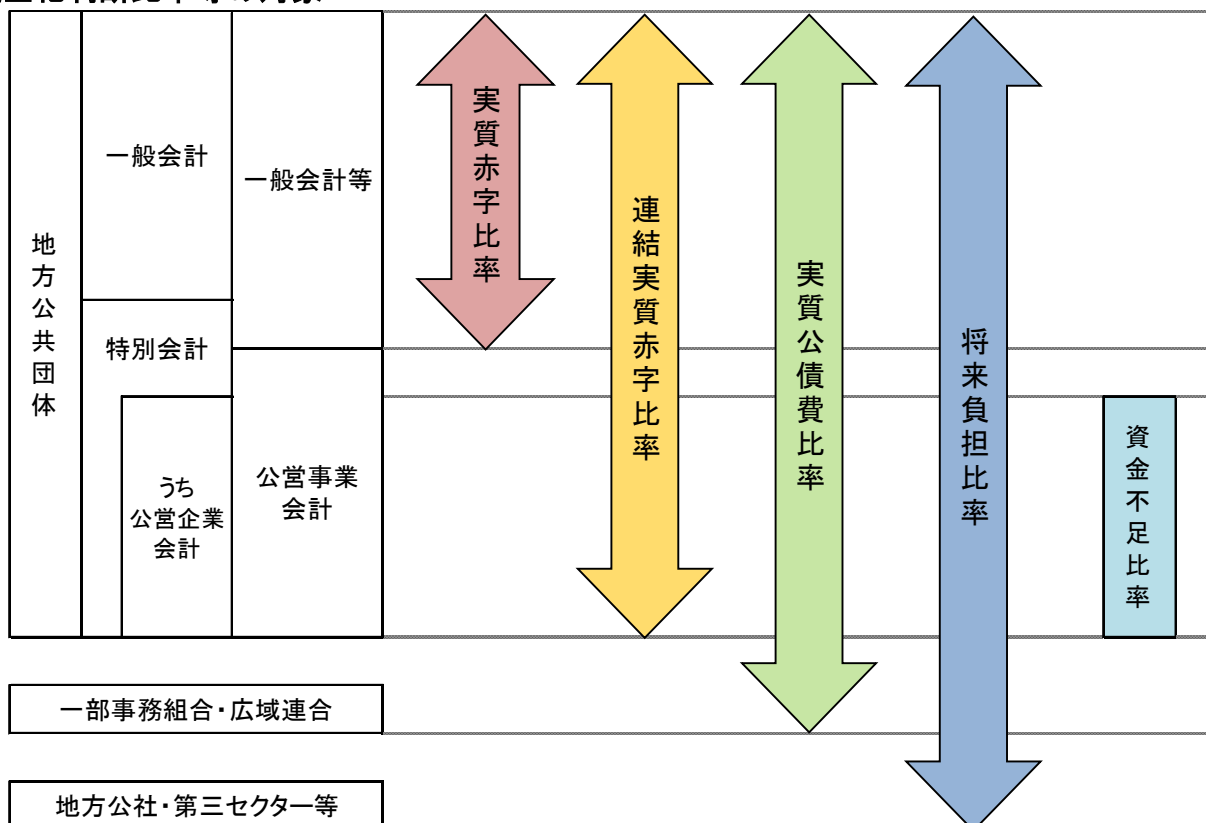 地方公共団体
一般会計
特別会計
うち
公営企業
会計
一般会計等
公営事業
会計
実質赤字比率
連結実質赤字比率
実質公債費比率
将来負担比率
資金不足比率
一部事務組合・広域連合
地方公社・第三セクター等